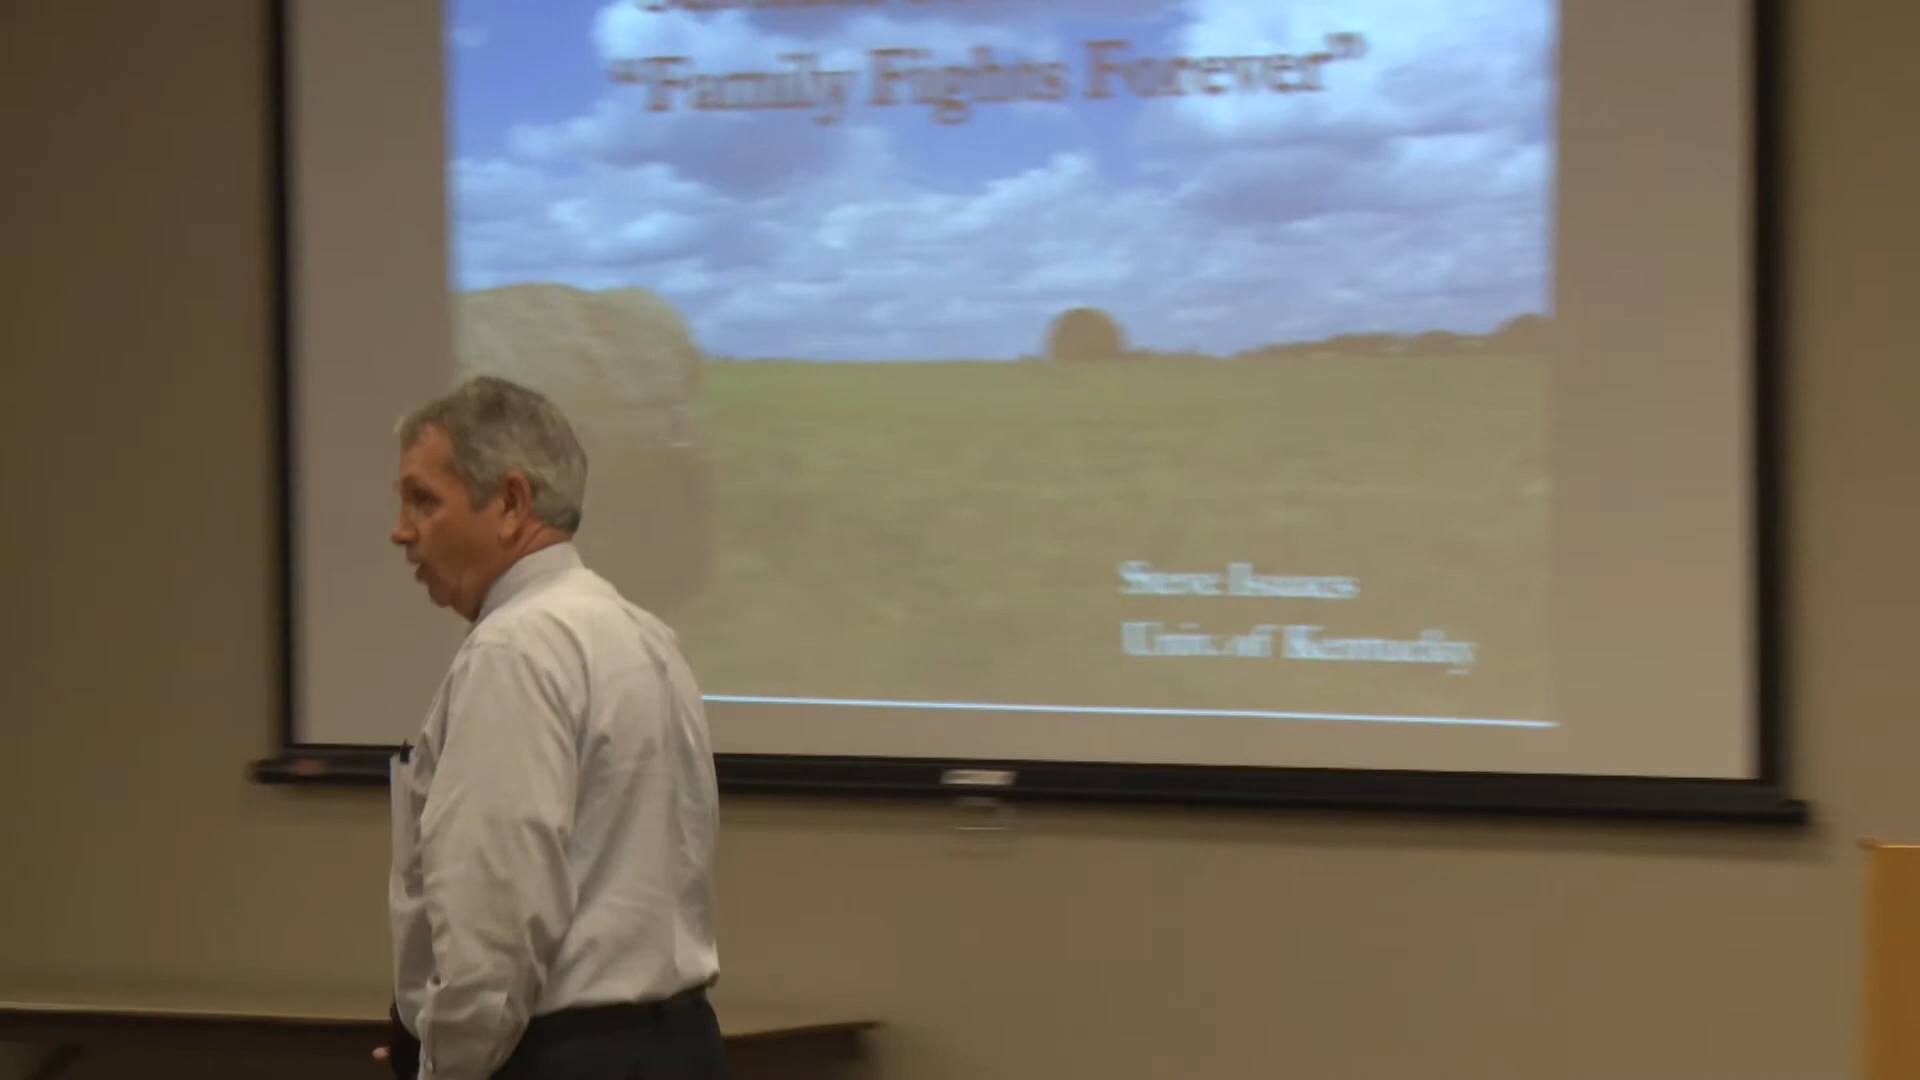 “Family Fights Forever”
Steve Isaacs
Univ. of Kentucky